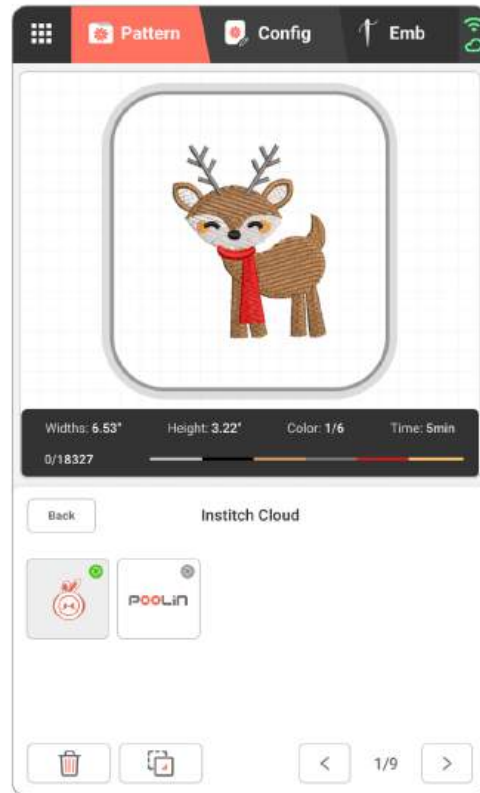 Pattern Config Emb
Widths: 6.53" Height: 3.22" Color: 1/6 Time: 5min
0/18327
Back Institch Cloud
POOLIN
< 1/9 >